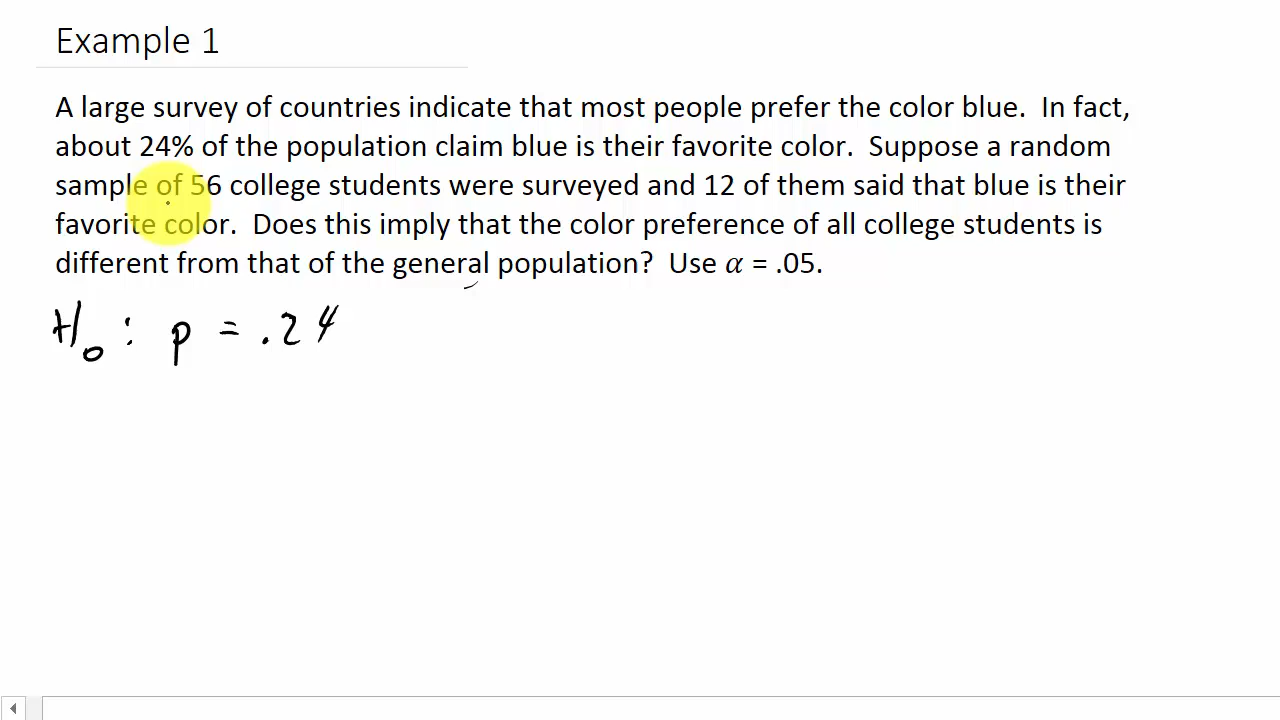 Example 1
A large survey of countries indicate that most people prefer the color blue.  In fact,
about 24% of the population claim blue is their favorite color.  Suppose a random
sample of 56 college students were surveyed and 12 of them said that blue is their
favorite color.  Does this imply that the color preference of all college students is
different from that of the general population?  Use α = .05.
H₀ : p = .24